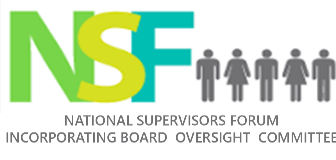 NSF
NATIONAL SUPERVISORS FORUM
INCORPORATING BOARD OVERSIGHT COMMITTEE